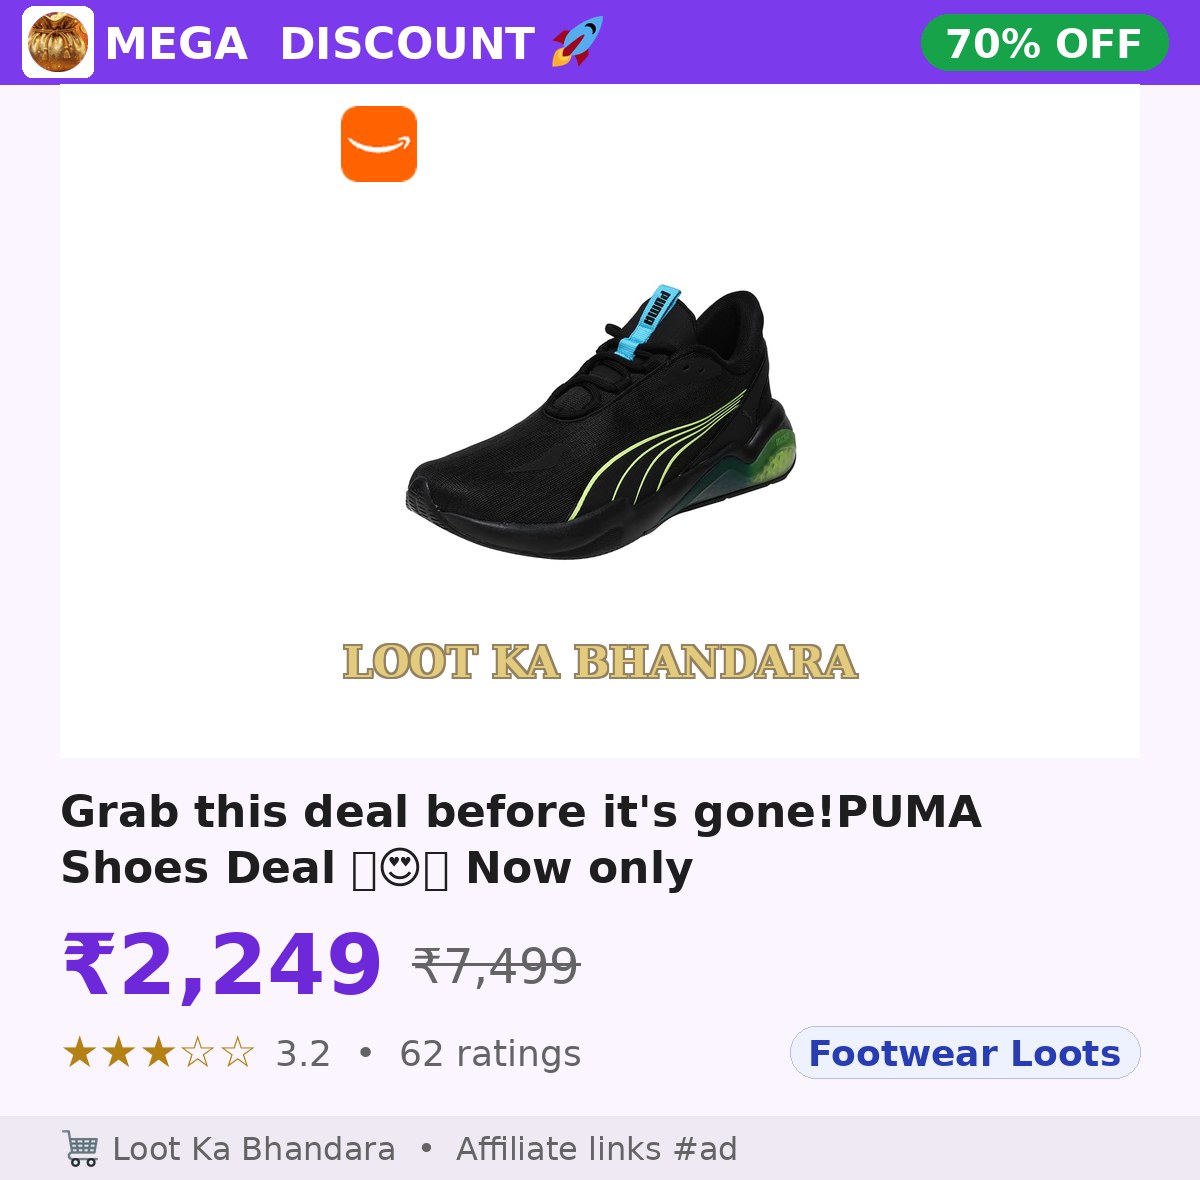 MEGA DISCOUNT 🚀
70% OFF
PUMA
LOOT KA BHANDARA
Grab this deal before it's gone!PUMA
Shoes Deal 😍 Now only
₹2,249 ₹7,499
★★★☆☆ 3.2 • 62 ratings
Footwear Loots
🛒 Loot Ka Bhandara • Affiliate links #ad